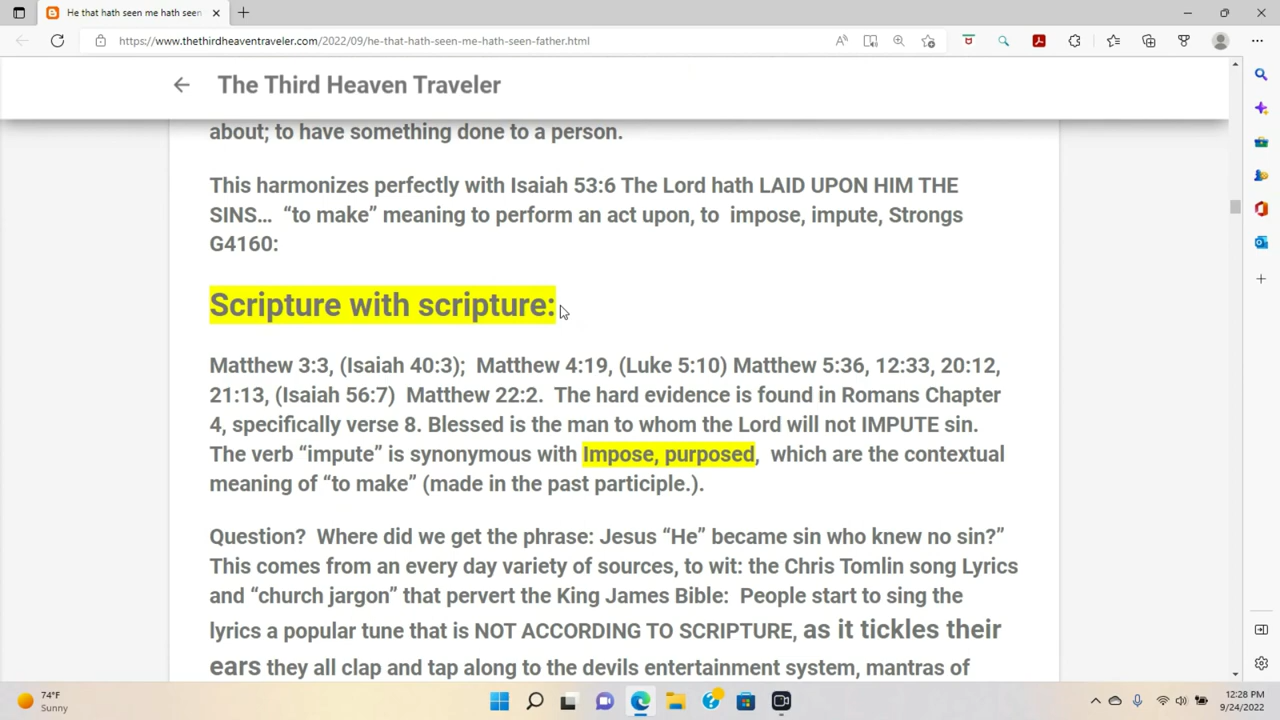 He that hath seen me hath seen
https://www.thethirdheaventraveler.com/2022/09/he-that-hath-seen-me-hath-seen-father.html
The Third Heaven Traveler
about; to have something done to a person.
This harmonizes perfectly with Isaiah 53:6 The Lord hath LAID UPON HIM THE
SINS… “to make” meaning to perform an act upon, to  impose, impute, Strongs
G4160:
Scripture with scripture:
Matthew 3:3, (Isaiah 40:3);  Matthew 4:19, (Luke 5:10) Matthew 5:36, 12:33, 20:12,
21:13, (Isaiah 56:7)  Matthew 22:2.  The hard evidence is found in Romans Chapter
4, specifically verse 8. Blessed is the man to whom the Lord will not IMPUTE sin.
The verb “impute” is synonymous with Impose, purposed,  which are the contextual
meaning of “to make” (made in the past participle.).
Question?  Where did we get the phrase: Jesus “He” became sin who knew no sin?”
This comes from an every day variety of sources, to wit: the Chris Tomlin song Lyrics
and “church jargon” that pervert the King James Bible:  People start to sing the
lyrics a popular tune that is NOT ACCORDING TO SCRIPTURE, as it tickles their
ears they all clap and tap along to the devils entertainment system, mantras of
74°F
Sunny
12:28 PM
9/24/2022